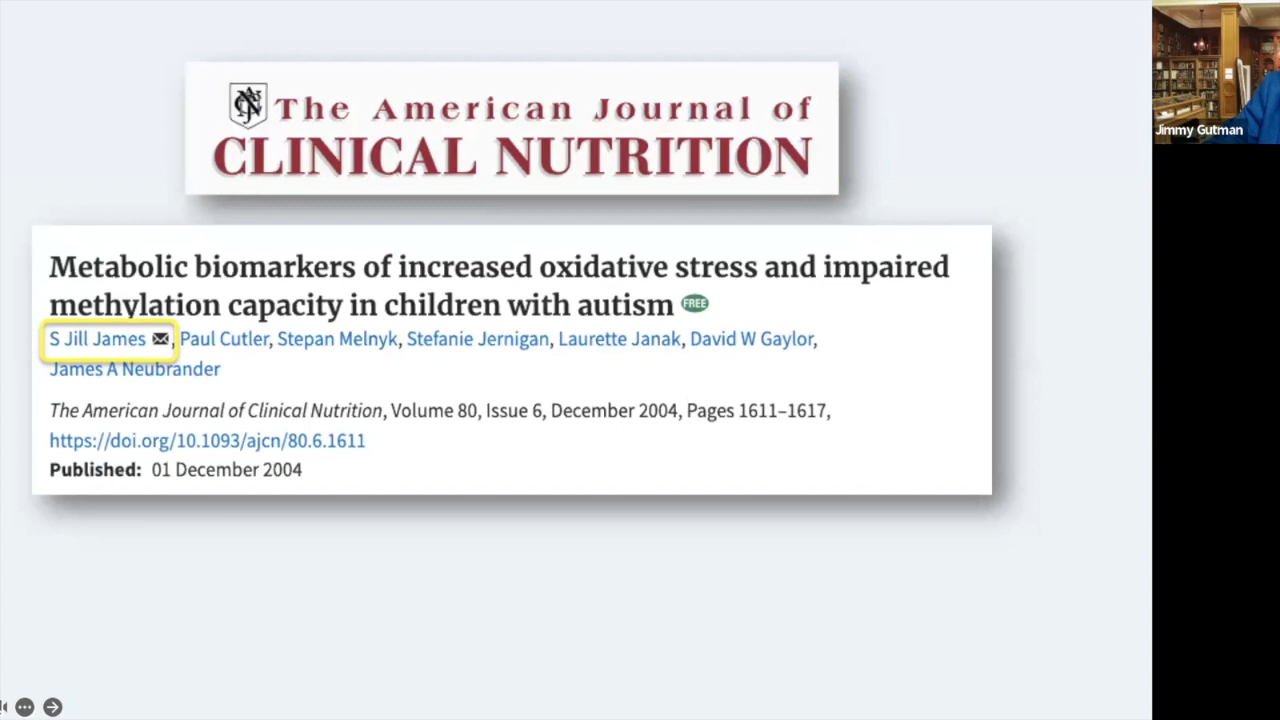 The American Journal of
CLINICAL NUTRITION
Metabolic biomarkers of increased oxidative stress and impaired
methylation capacity in children with autism FREE
S Jill James, Paul Cutler, Stepan Melnyk, Stefanie Jernigan, Laurette Janak, David W Gaylor,
James A Neubrander
The American Journal of Clinical Nutrition, Volume 80, Issue 6, December 2004, Pages 1611–1617,
https://doi.org/10.1093/ajcn/80.6.1611
Published: 01 December 2004
Jimmy Gutman